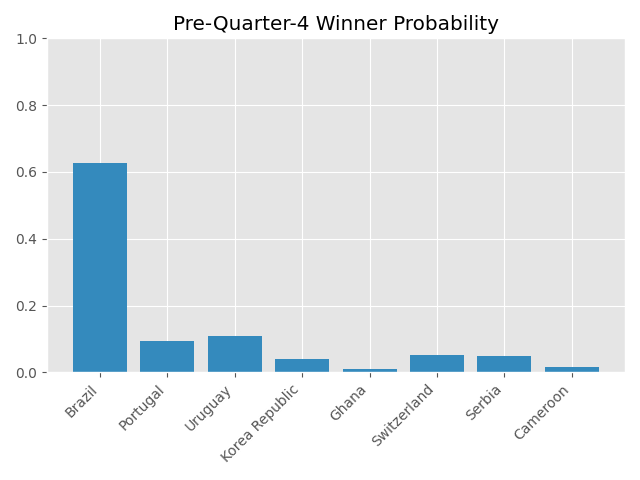 Pre-Quarter-4 Winner Probability
1.0
0.8
0.6
0.4
0.2
0.0
Brazil
Portugal
Uruguay
Korea Republic
Ghana
Switzerland
Serbia
Cameroon